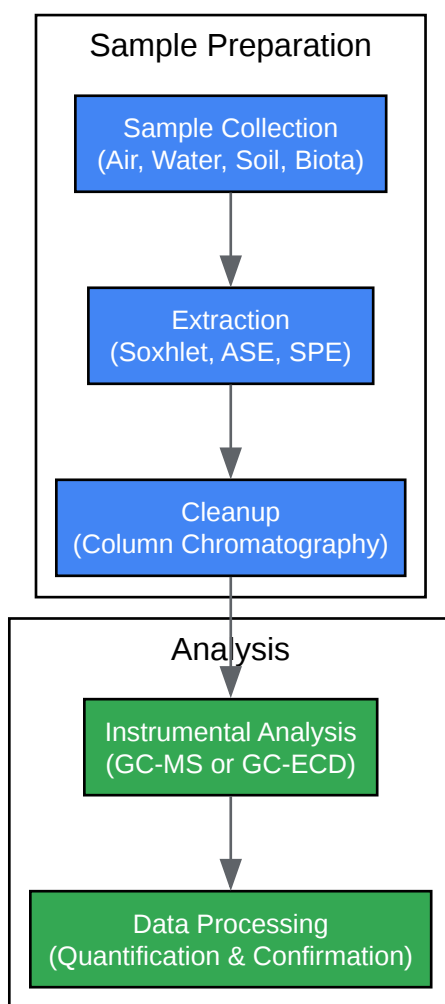 Sample Preparation
Sample Collection
(Air, Water, Soil, Biota)
Extraction
(Soxhlet, ASE, SPE)
Cleanup
(Column Chromatography)
Analysis
Instrumental Analysis
(GC-MS or GC-ECD)
Data Processing
(Quantification & Confirmation)